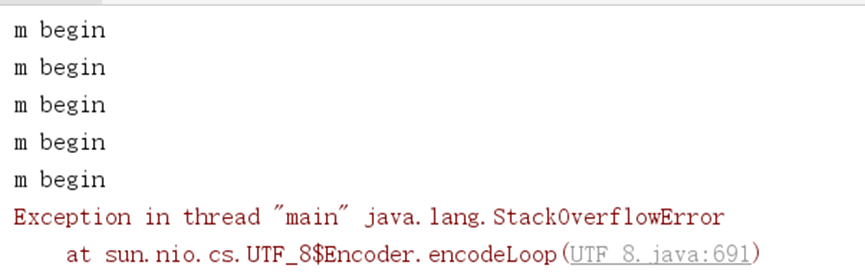 m begin
m begin
m begin
m begin
m begin
Exception in thread "main" java.lang.StackOverflowError
at sun.nio.cs.UTF_8$Encoder.encodeLoop(UTF_8.java:691)